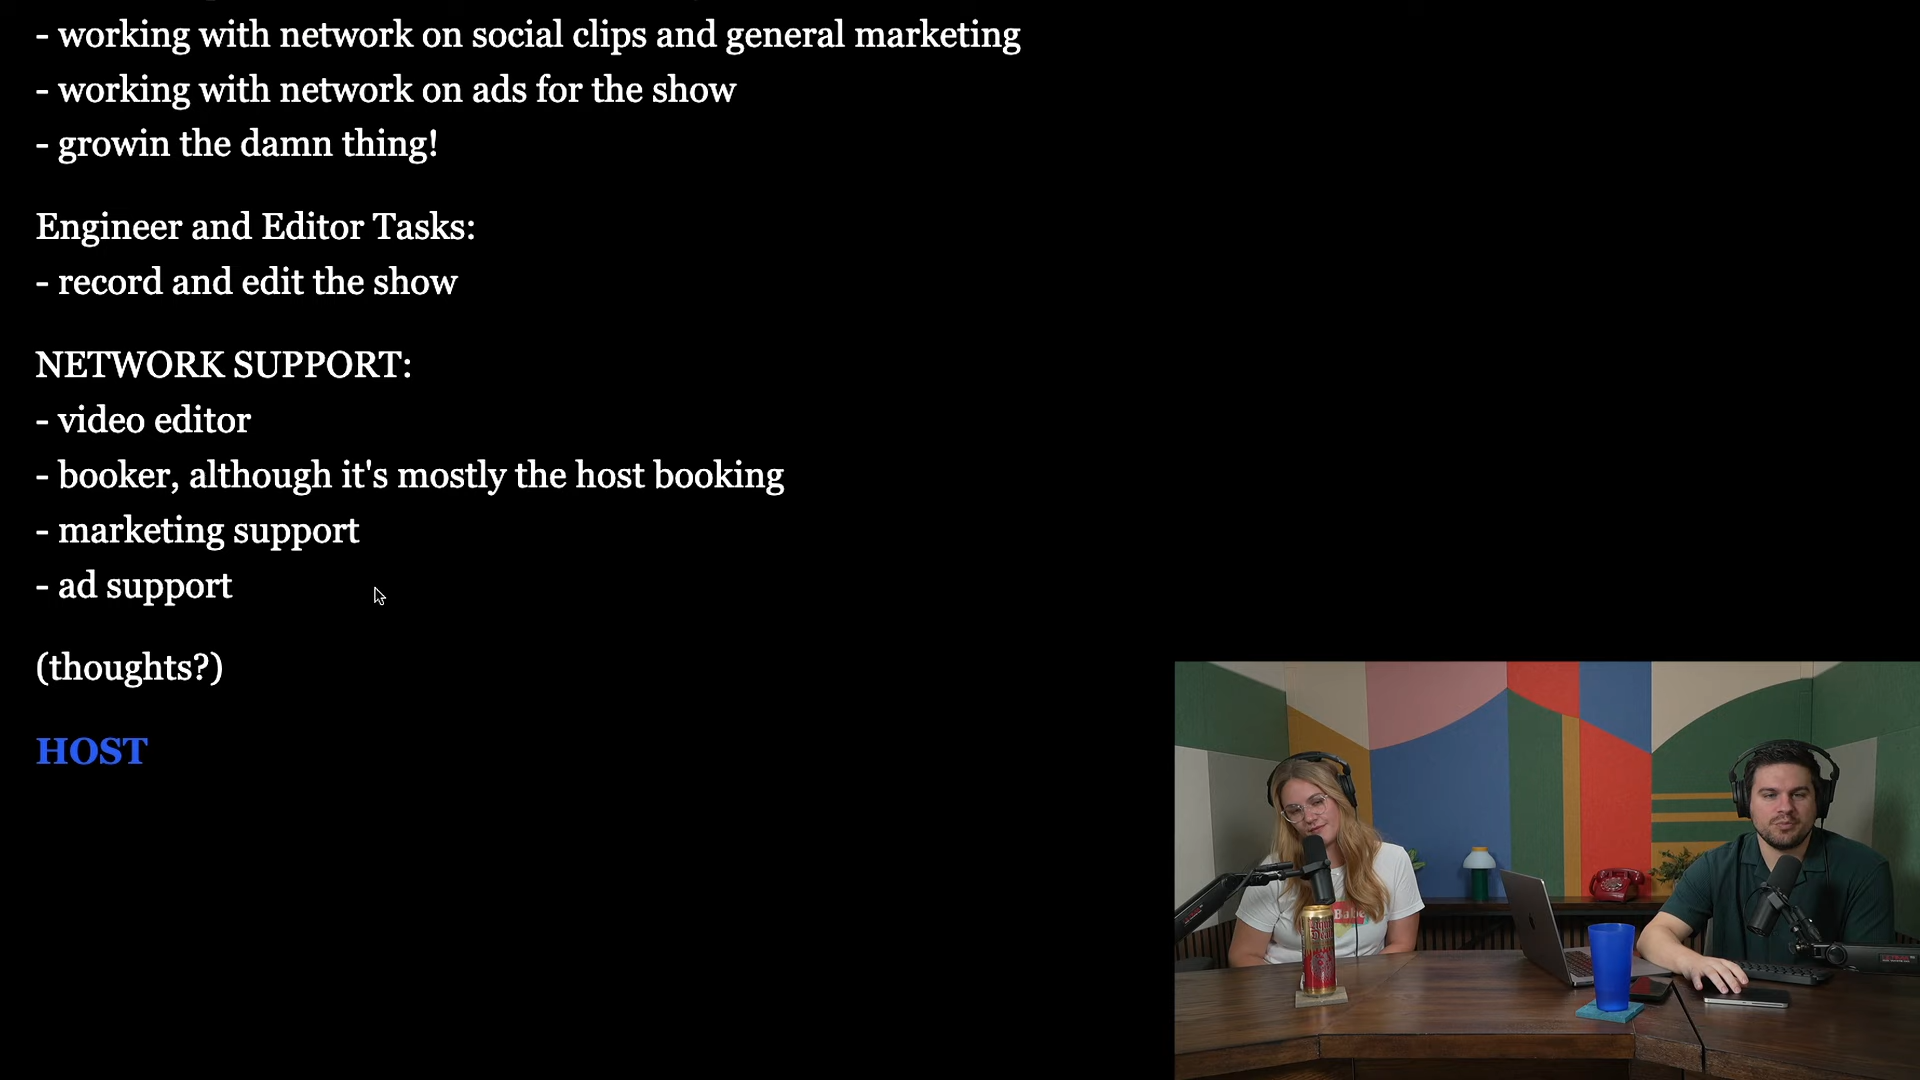 - working with network on social clips and general marketing
- working with network on ads for the show
- growin the damn thing!
Engineer and Editor Tasks:
- record and edit the show
NETWORK SUPPORT:
- video editor
- booker, although it's mostly the host booking
- marketing support
- ad support
(thoughts?)
HOST
Babe